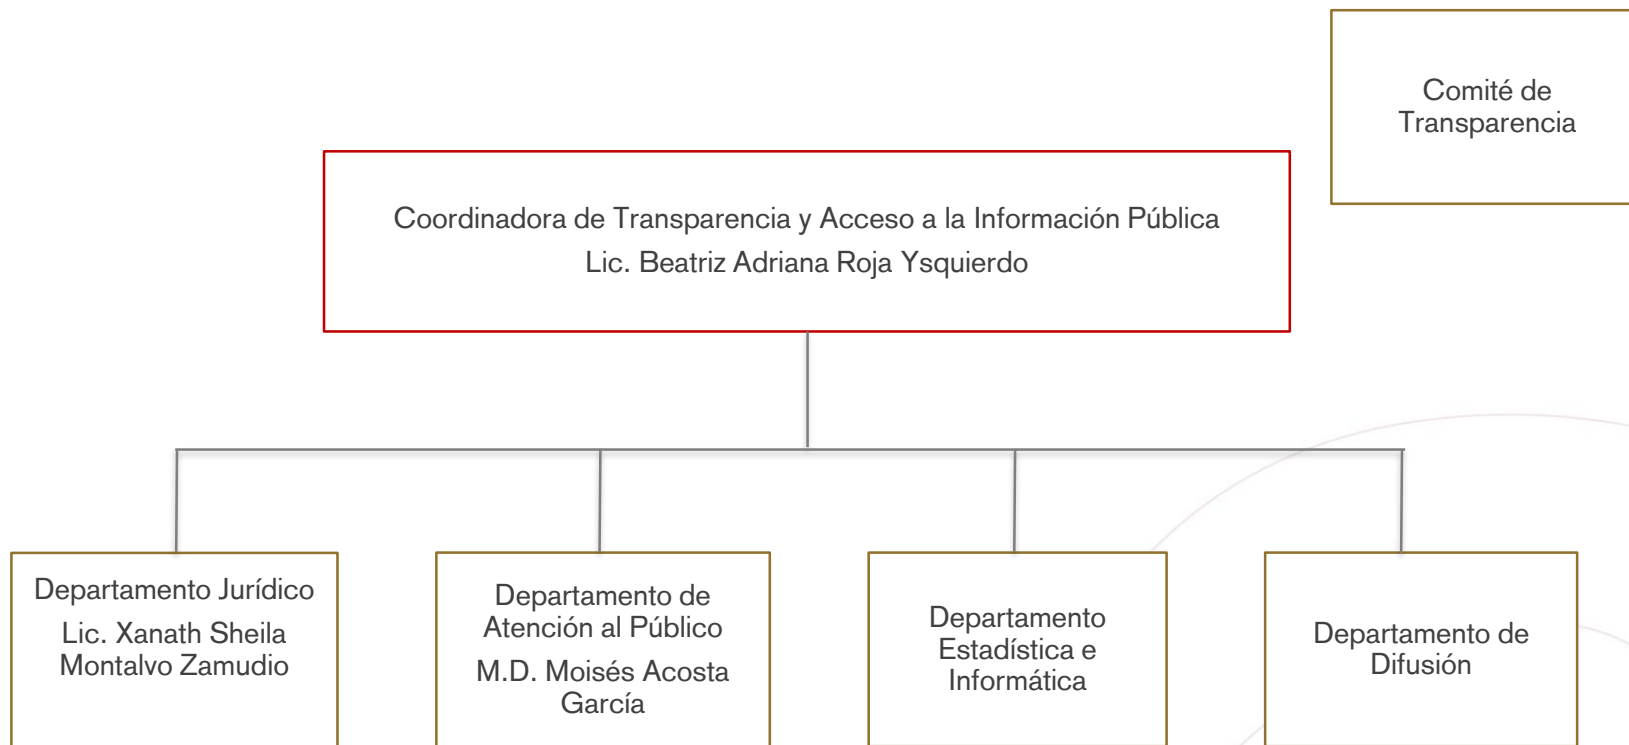 Comité de
Transparencia
Coordinadora de Transparencia y Acceso a la Información Pública
Lic. Beatriz Adriana Roja Ysquierdo
Departamento Jurídico
Lic. Xanath Sheila
Montalvo Zamudio
Departamento de
Atención al Público
M.D. Moisés Acosta
García
Departamento
Estadística e
Informática
Departamento de
Difusión